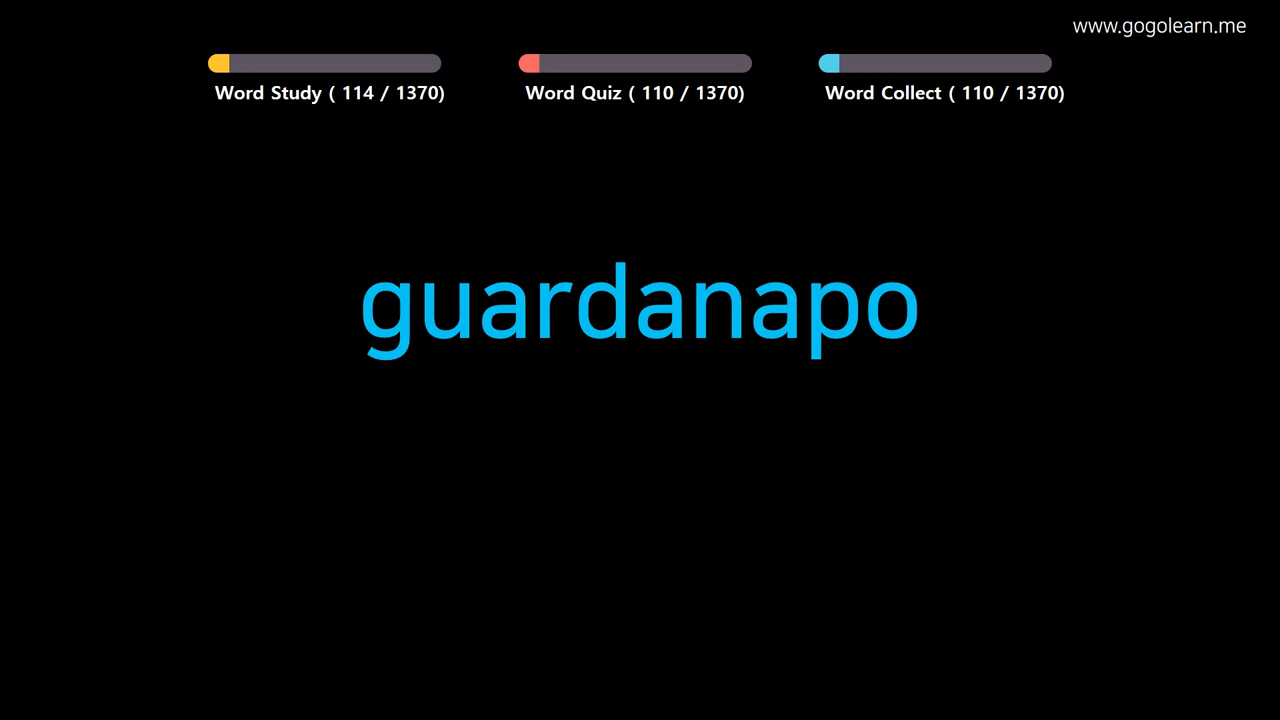 www.gogolearn.me
Word Study ( 114 / 1370)
Word Quiz ( 110 / 1370)
Word Collect ( 110 / 1370)
guardanapo